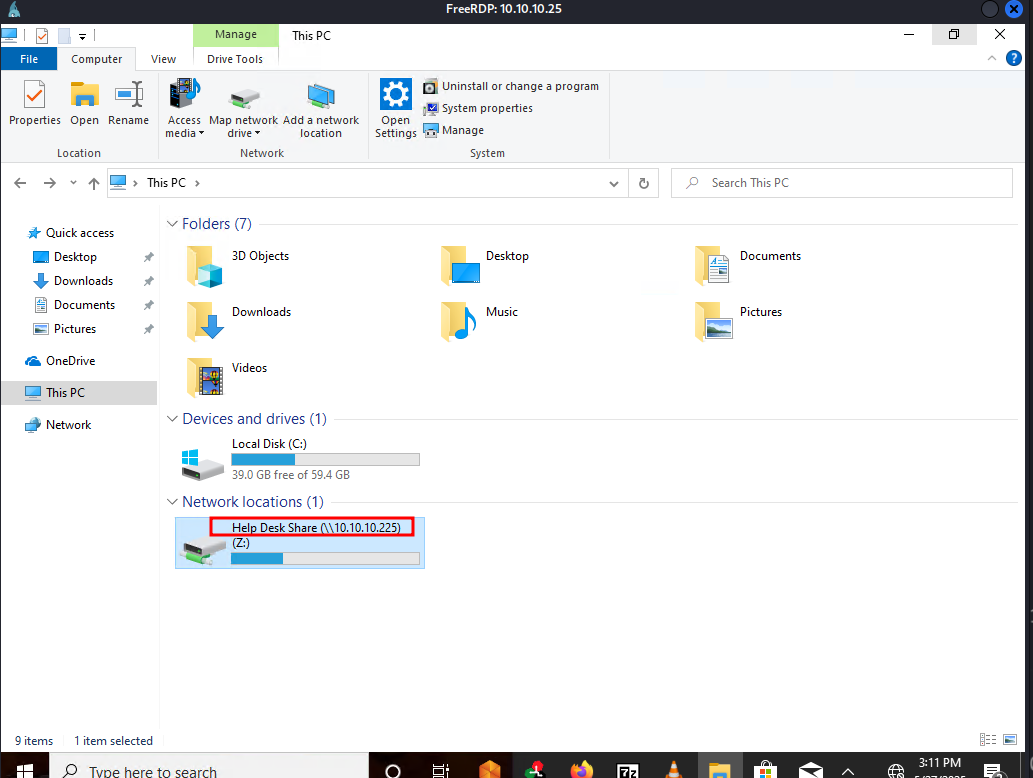 FreeRDP: 10.10.10.25
Manage
This PC
File
Computer
View
Drive Tools
Properties
Open
Rename
Access media
Map network drive
Add a network location
Open Settings
Uninstall or change a program
System properties
Manage
Location
Network
System
This PC
Search This PC
Quick access
Desktop
Downloads
Documents
Pictures
OneDrive
This PC
Network
Folders (7)
3D Objects
Desktop
Documents
Downloads
Music
Pictures
Videos
Devices and drives (1)
Local Disk (C:)
39.0 GB free of 59.4 GB
Network locations (1)
Help Desk Share (\\10.10.10.225)
(Z:)
9 items
1 item selected
Type here to search
3:11 PM